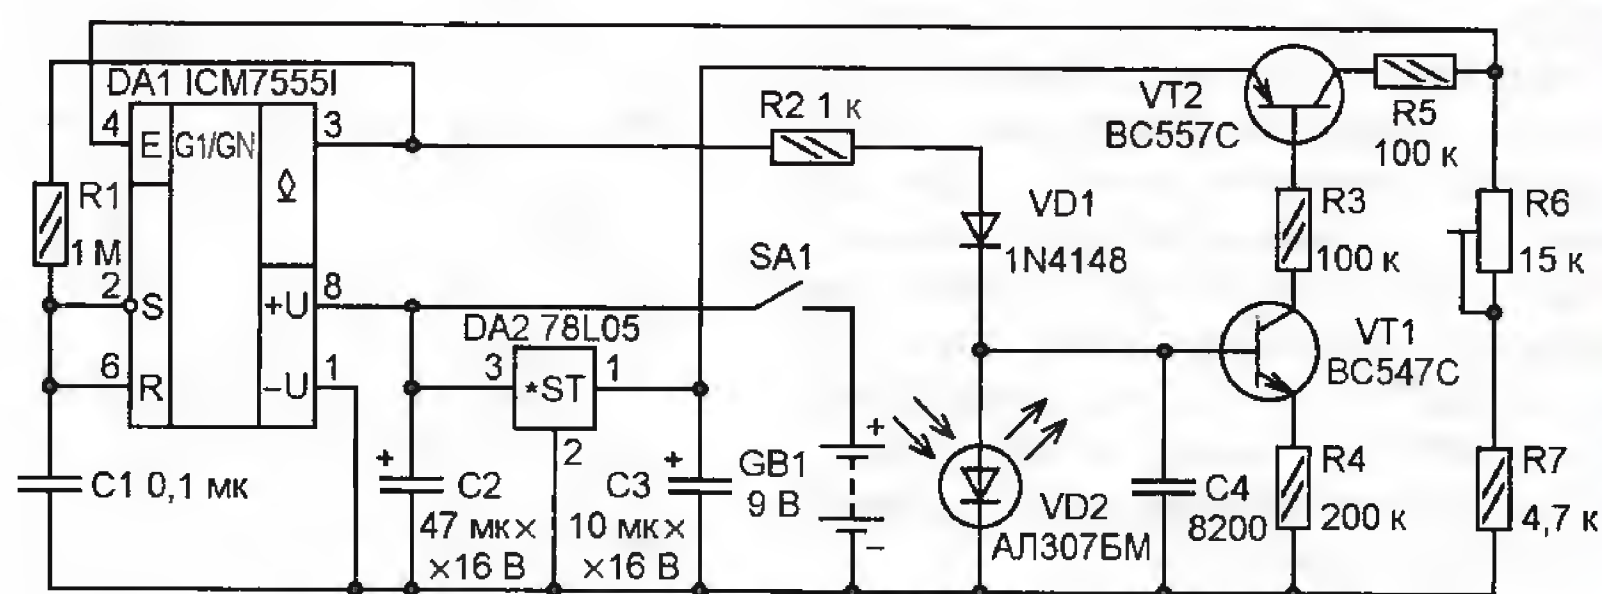 DA1 ICM7555I
4
E
G1/GN
3
R1
1 М
2
S
6
R
8
+U
1
−U
C1 0,1 мк
R2 1 к
VT2
BC557C
R5
100 к
VD1
1N4148
R3
100 к
R6
15 к
SA1
DA2 78L05
3
*ST
1
2
VT1
BC547C
+
C2
47 мк×
×16 В
+
C3
10 мк×
×16 В
GB1
9 В
+
−
VD2
АЛ307БМ
C4
8200
R4
200 к
R7
4,7 к